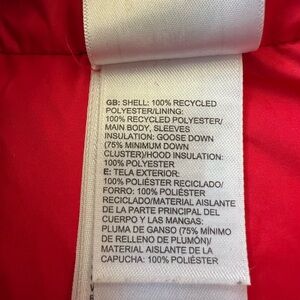 GB: SHELL: 100% RECYCLED
POLYESTER/LINING:
100% RECYCLED POLYESTER/
MAIN BODY, SLEEVES
INSULATION: GOOSE DOWN
(75% MINIMUM DOWN
CLUSTER)/HOOD INSULATION:
100% POLYESTER
E: TELA EXTERIOR:
100% POLIÉSTER RECICLADO/
FORRO: 100% POLIÉSTER
RECICLADO/MATERIAL AISLANTE
DE LA PARTE PRINCIPAL DEL
CUERPO Y LAS MANGAS:
PLUMA DE GANSO (75% MÍNIMO
DE RELLENO DE PLUMÓN)/
MATERIAL AISLANTE DE LA
CAPUCHA: 100% POLIÉSTER